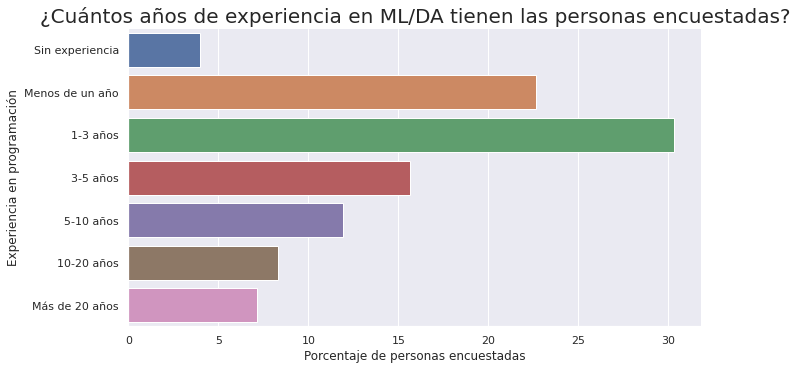 ¿Cuántos años de experiencia en ML/DA tienen las personas encuestadas?
Experiencia en programación
Sin experiencia
Menos de un año
1-3 años
3-5 años
5-10 años
10-20 años
Más de 20 años
0 5 10 15 20 25 30
Porcentaje de personas encuestadas